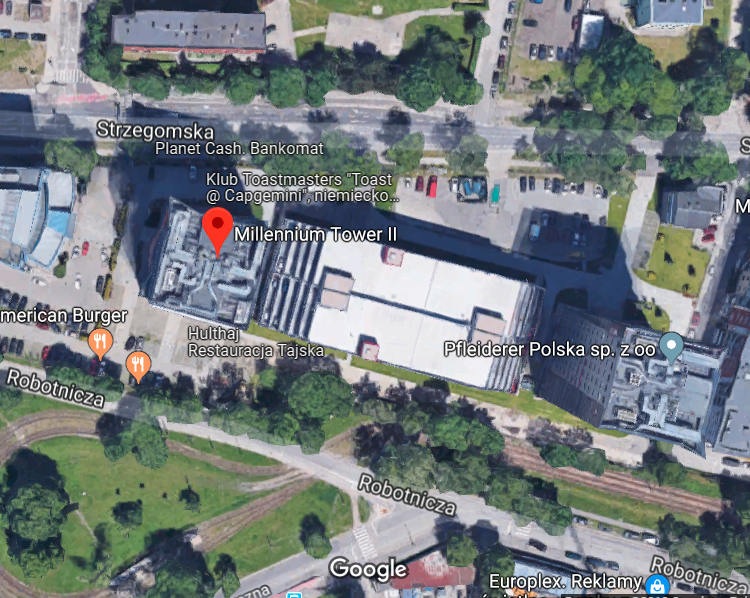 Strzegomska
Planet Cash. Bankomat
S
Klub Toastmasters "Toast
@ Capgemini", niemiecko...
M
Millennium Tower II
merican Burger
Hulthaj
Restauracja Tajska
Pfleiderer Polska sp. z oo
Robotnicza
Robotnicza
Google
Robotnicza
Europlex. Reklamy